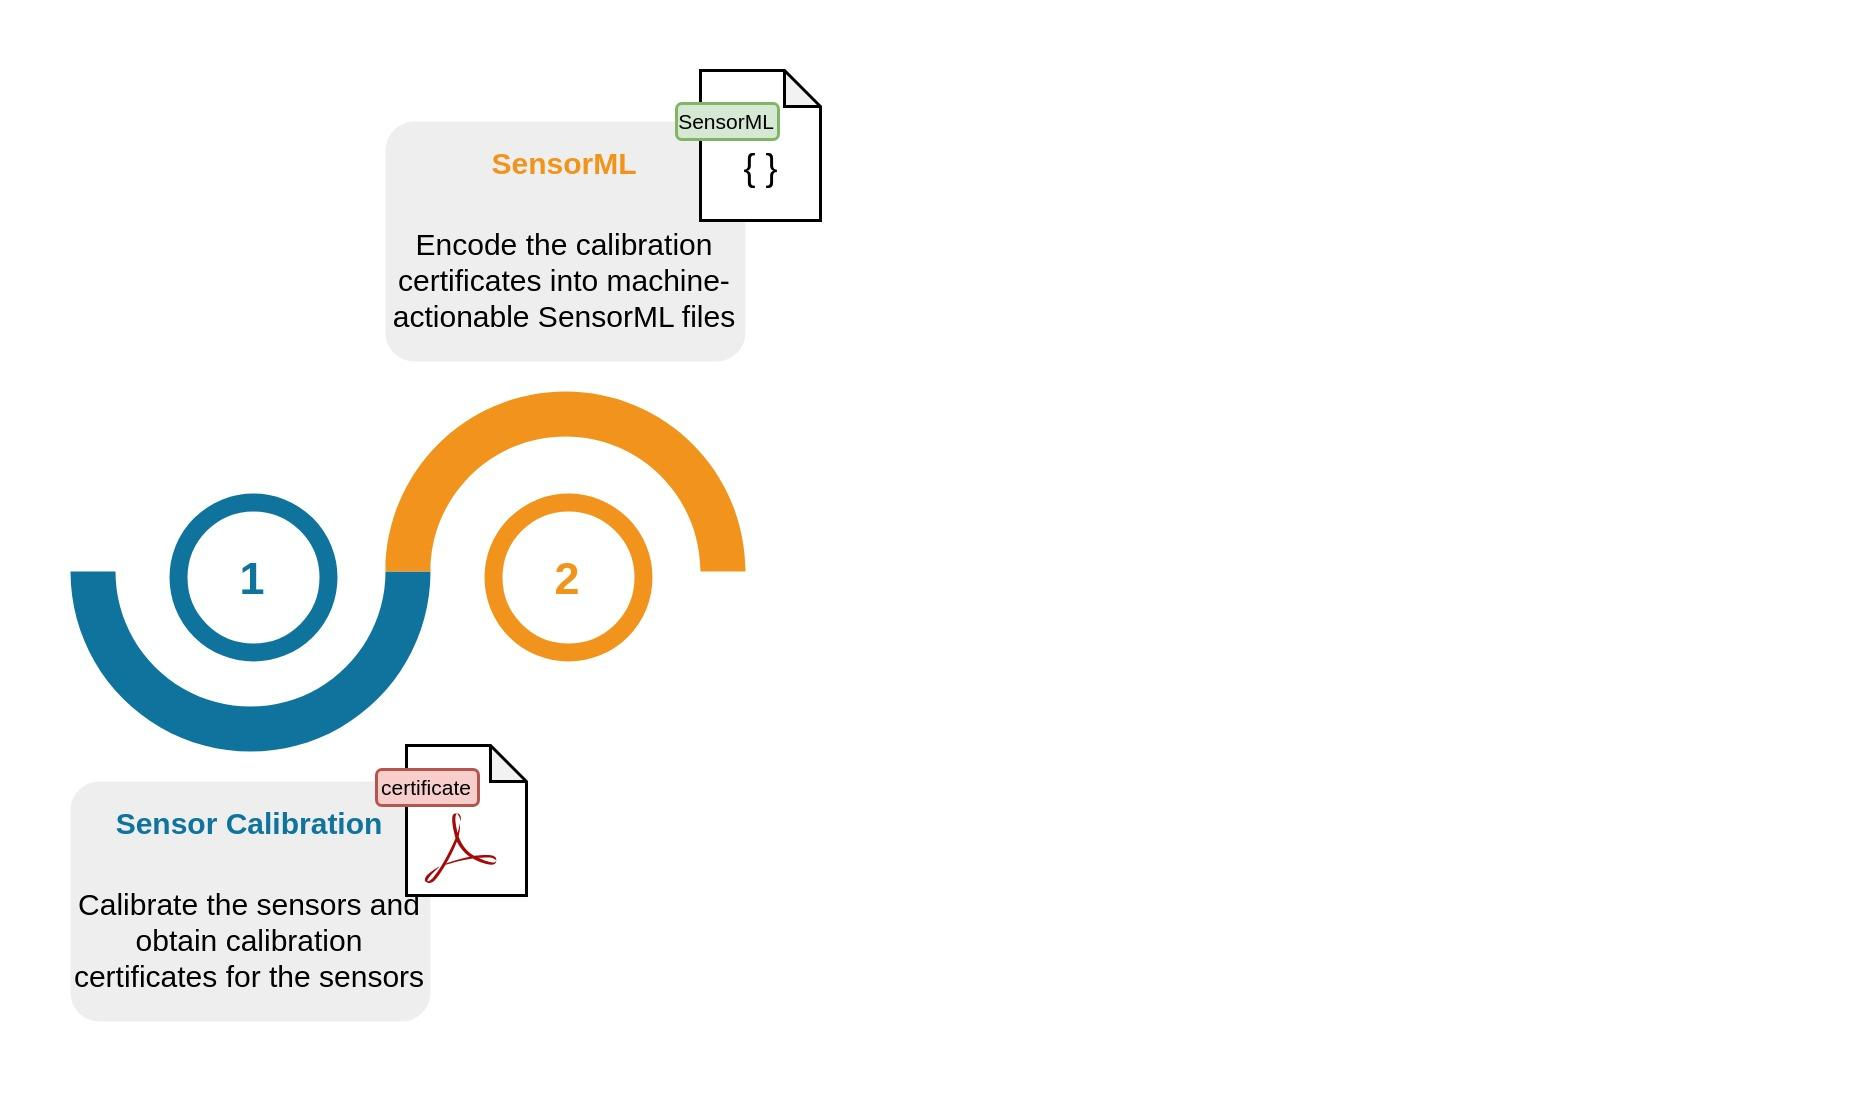 SensorML
SensorML
{ }
Encode the calibration
certificates into machine-
actionable SensorML files
1
2
certificate
Sensor Calibration
Calibrate the sensors and
obtain calibration
certificates for the sensors